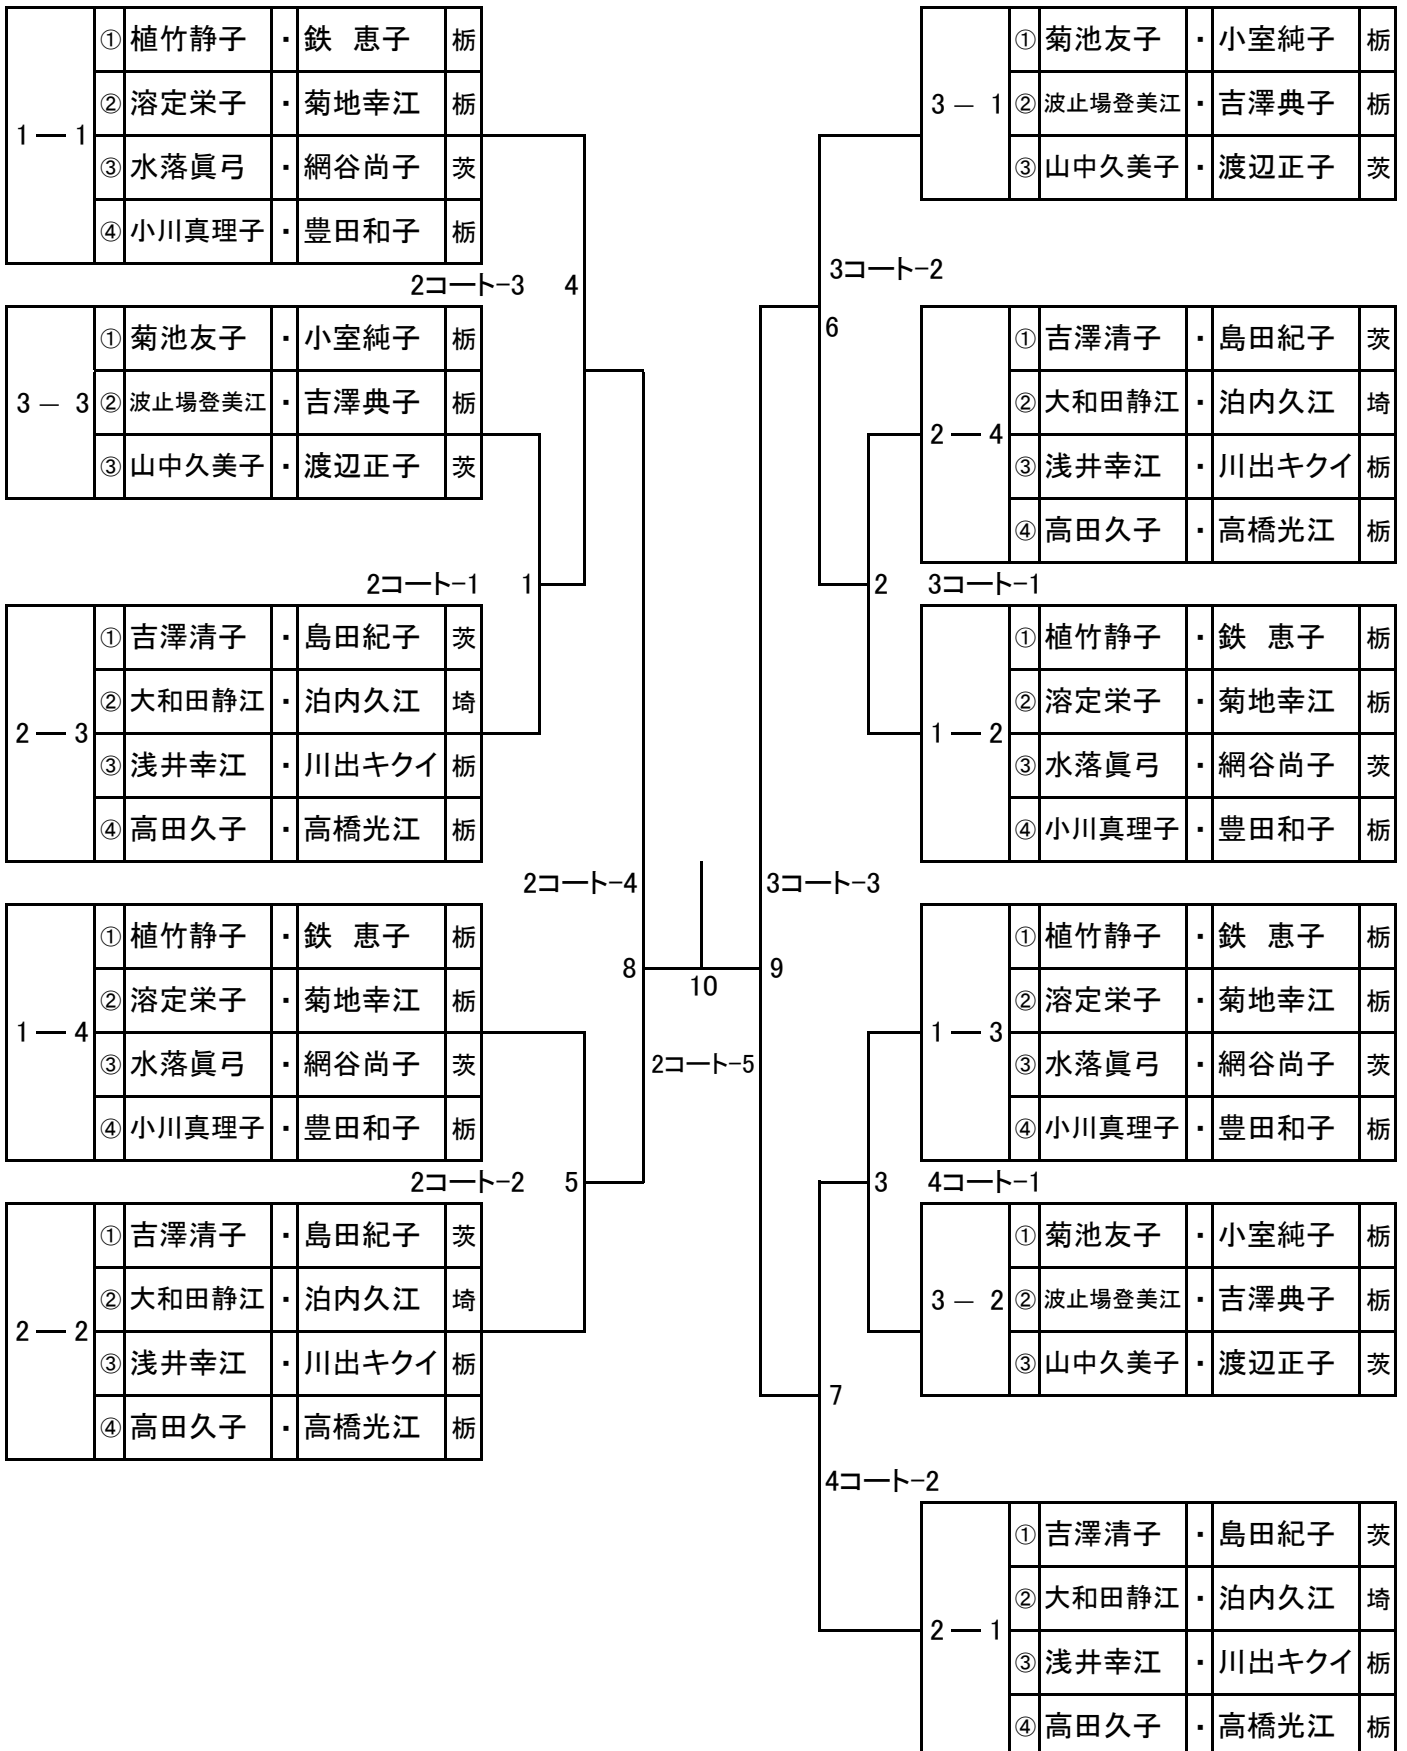 ① 植竹静子 ・ 鉄 恵子 栃
② 溶定栄子 ・ 菊地幸江 栃
1 — 1
③ 水落眞弓 ・ 網谷尚子 茨
④ 小川真理子 ・ 豊田和子 栃
2コート-3 4
① 菊池友子 ・ 小室純子 栃
3 — 3 ② 波止場登美江 ・ 吉澤典子 栃
③ 山中久美子 ・ 渡辺正子 茨
2コート-1 1
① 吉澤清子 ・ 島田紀子 茨
② 大和田静江 ・ 泊内久江 埼
2 — 3
③ 浅井幸江 ・ 川出キクイ 栃
④ 高田久子 ・ 高橋光江 栃
2コート-4
8
① 植竹静子 ・ 鉄 恵子 栃
② 溶定栄子 ・ 菊地幸江 栃
1 — 4
③ 水落眞弓 ・ 網谷尚子 茨
④ 小川真理子 ・ 豊田和子 栃
2コート-2 5
① 吉澤清子 ・ 島田紀子 茨
② 大和田静江 ・ 泊内久江 埼
2 — 2
③ 浅井幸江 ・ 川出キクイ 栃
④ 高田久子 ・ 高橋光江 栃
10
2コート-5
① 菊池友子 ・ 小室純子 栃
3 — 1 ② 波止場登美江 ・ 吉澤典子 栃
③ 山中久美子 ・ 渡辺正子 茨
3コート-2
6
① 吉澤清子 ・ 島田紀子 茨
② 大和田静江 ・ 泊内久江 埼
2 — 4
③ 浅井幸江 ・ 川出キクイ 栃
④ 高田久子 ・ 高橋光江 栃
2 3コート-1
① 植竹静子 ・ 鉄 恵子 栃
② 溶定栄子 ・ 菊地幸江 栃
1 — 2
③ 水落眞弓 ・ 網谷尚子 茨
④ 小川真理子 ・ 豊田和子 栃
3コート-3
9
① 植竹静子 ・ 鉄 恵子 栃
② 溶定栄子 ・ 菊地幸江 栃
1 — 3
③ 水落眞弓 ・ 網谷尚子 茨
④ 小川真理子 ・ 豊田和子 栃
3 4コート-1
① 菊池友子 ・ 小室純子 栃
3 — 2 ② 波止場登美江 ・ 吉澤典子 栃
③ 山中久美子 ・ 渡辺正子 茨
7
4コート-2
① 吉澤清子 ・ 島田紀子 茨
② 大和田静江 ・ 泊内久江 埼
2 — 1
③ 浅井幸江 ・ 川出キクイ 栃
④ 高田久子 ・ 高橋光江 栃